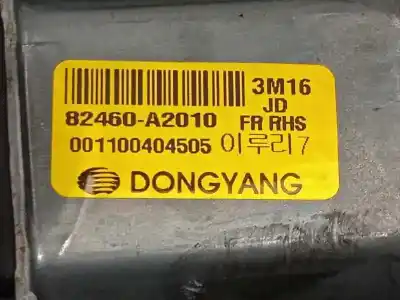 3M16
JD
82460-A2010 FR RHS
001100404505 이루리7
DONGYANG